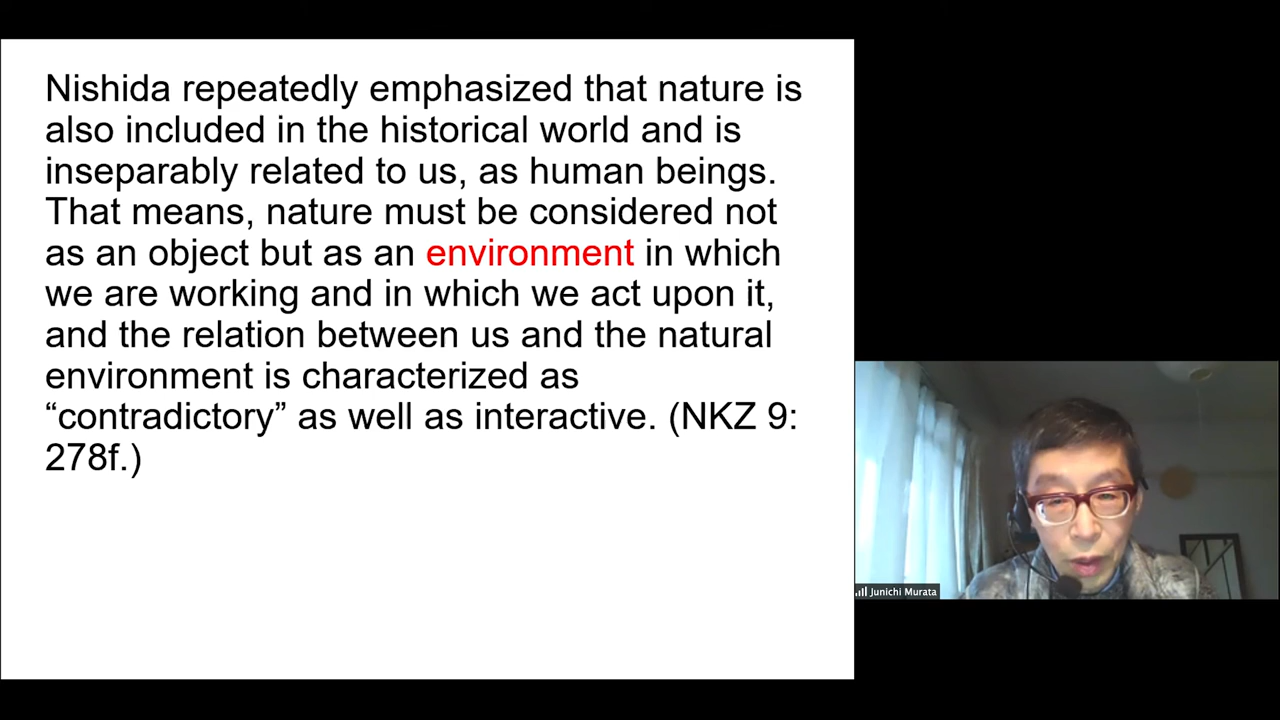 Nishida repeatedly emphasized that nature is
also included in the historical world and is
inseparably related to us, as human beings.
That means, nature must be considered not
as an object but as an environment in which
we are working and in which we act upon it,
and the relation between us and the natural
environment is characterized as
“contradictory” as well as interactive. (NKZ 9:
278f.)
Junichi Murata